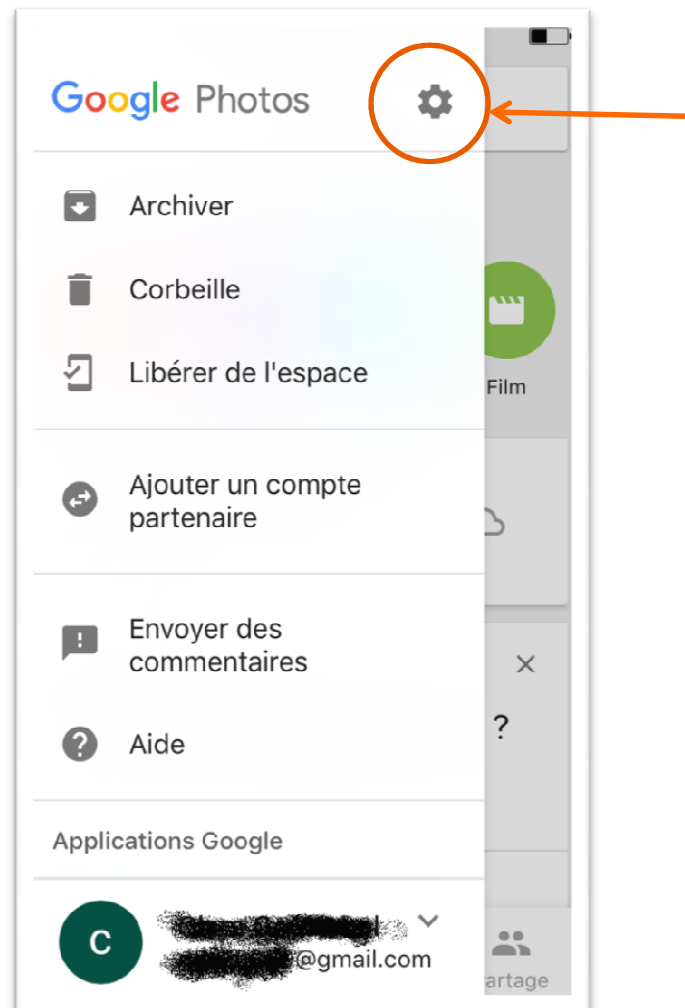 Google Photos
Archiver
Corbeille
Libérer de l'espace
Film
Ajouter un compte
partenaire
Envoyer des
commentaires
?
Aide
Applications Google
C
@gmail.com
artage